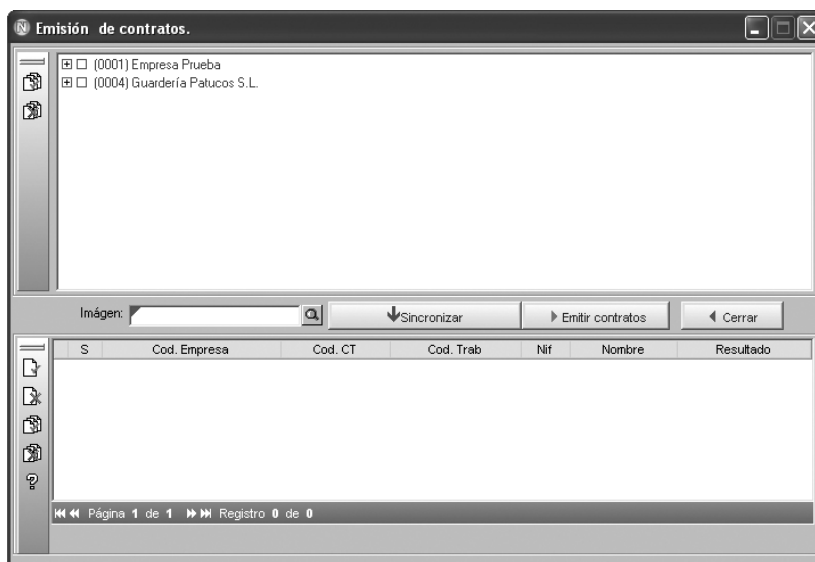 Emisión de contratos.
(0001) Empresa Prueba
(0004) Guardería Patucos S.L.
Imágen:
Sincronizar
Emitir contratos
Cerrar
S Cod. Empresa Cod. CT Cod. Trab Nif Nombre Resultado
Página 1 de 1 Registro 0 de 0